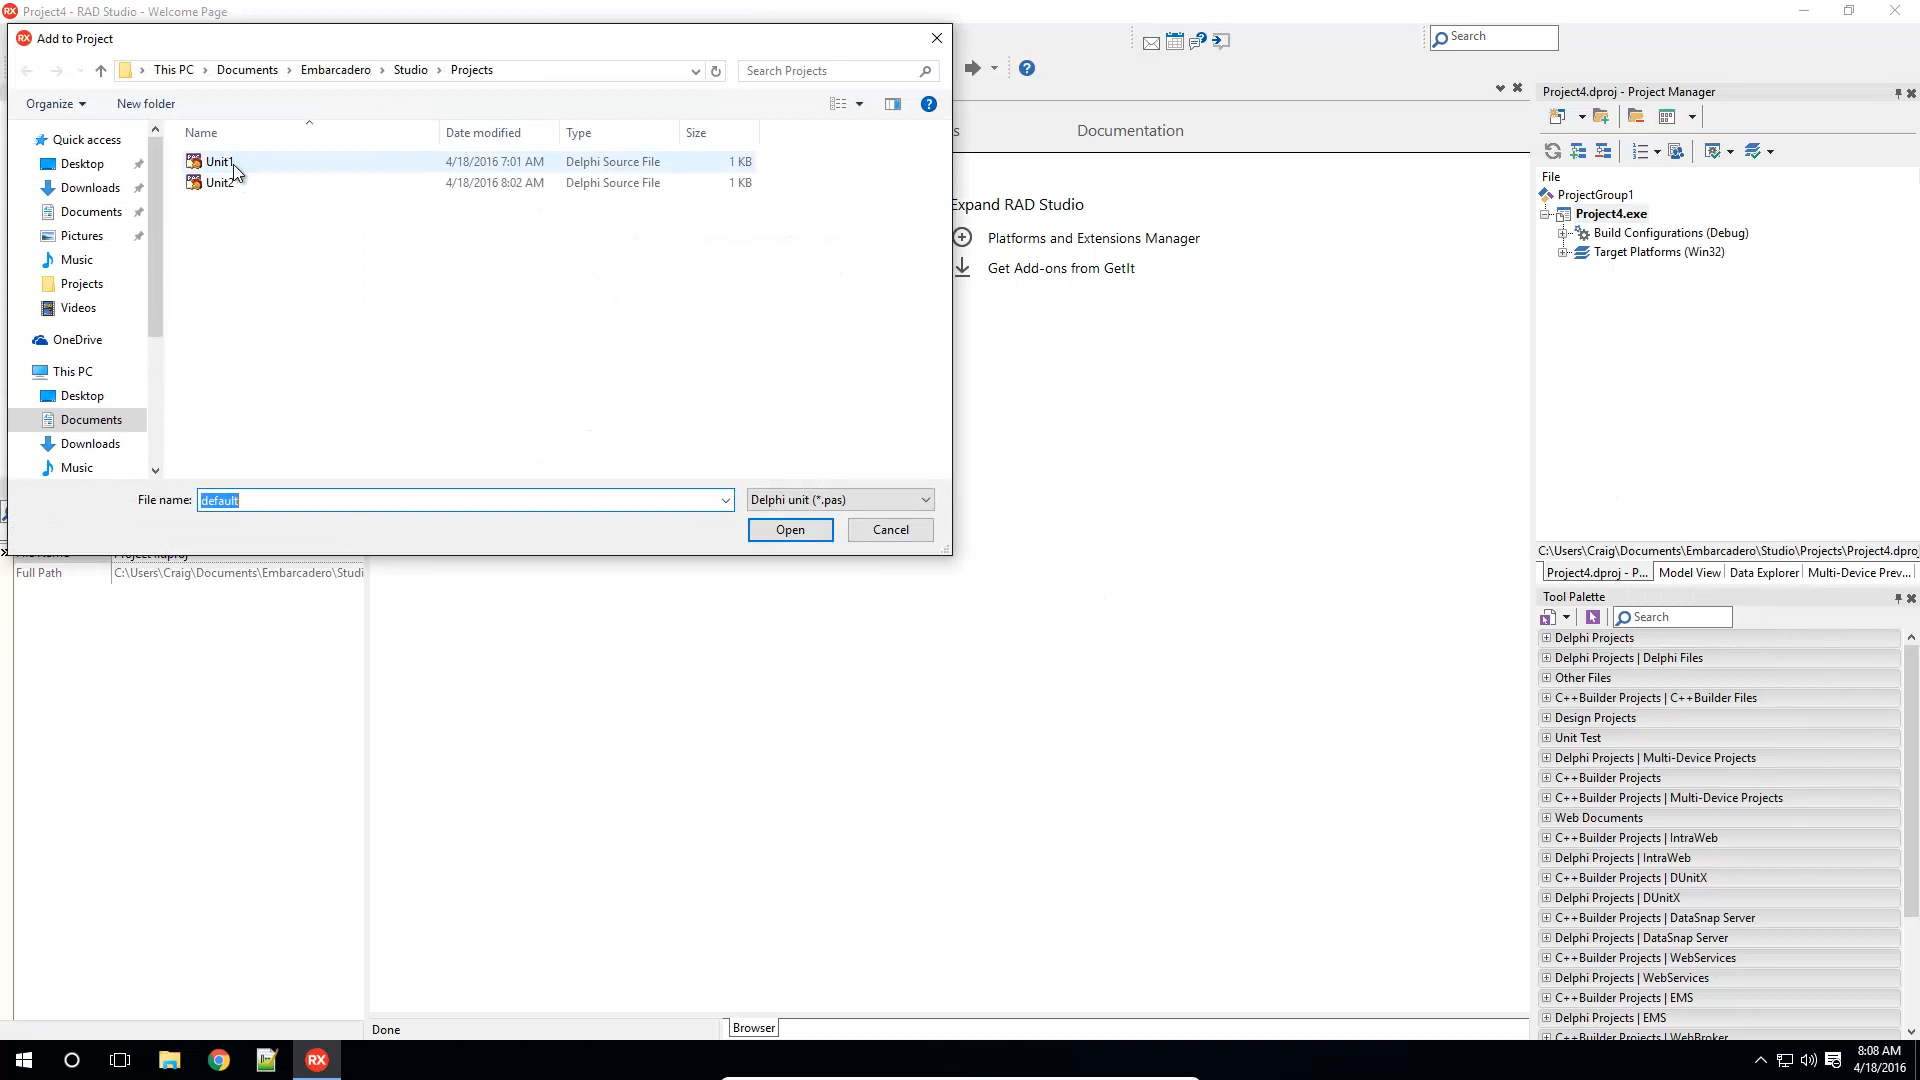 Project4 - RAD Studio - Welcome Page
Add to Project
This PC > Documents > Embarcadero > Studio > Projects
Search Projects
Search
Organize
New folder
Name
Date modified
Type
Size
Unit1 4/18/2016 7:01 AM Delphi Source File 1 KB
Unit2 4/18/2016 8:02 AM Delphi Source File 1 KB
Quick access
Desktop
Downloads
Documents
Pictures
Music
Projects
Videos
OneDrive
This PC
Desktop
Documents
Downloads
Music
File name: default
Delphi unit (*.pas)
Open
Cancel
Full Path C:\Users\Craig\Documents\Embarcadero\Studi
Documentation
Expand RAD Studio
Platforms and Extensions Manager
Get Add-ons from GetIt
Done
Browser
Project4.dproj - Project Manager
File
ProjectGroup1
Project4.exe
Build Configurations (Debug)
Target Platforms (Win32)
C:\Users\Craig\Documents\Embarcadero\Studio\Projects\Project4.dproj
Project4.dproj - P... Model View Data Explorer Multi-Device Prev...
Tool Palette
Search
Delphi Projects
Delphi Projects | Delphi Files
Other Files
C++Builder Projects | C++Builder Files
Design Projects
Unit Test
Delphi Projects | Multi-Device Projects
C++Builder Projects
C++Builder Projects | Multi-Device Projects
Web Documents
C++Builder Projects | IntraWeb
Delphi Projects | IntraWeb
C++Builder Projects | DUnitX
Delphi Projects | DUnitX
C++Builder Projects | DataSnap Server
Delphi Projects | DataSnap Server
C++Builder Projects | WebServices
Delphi Projects | WebServices
C++Builder Projects | EMS
Delphi Projects | EMS
C++Builder Projects | WebBroker
8:08 AM
4/18/2016